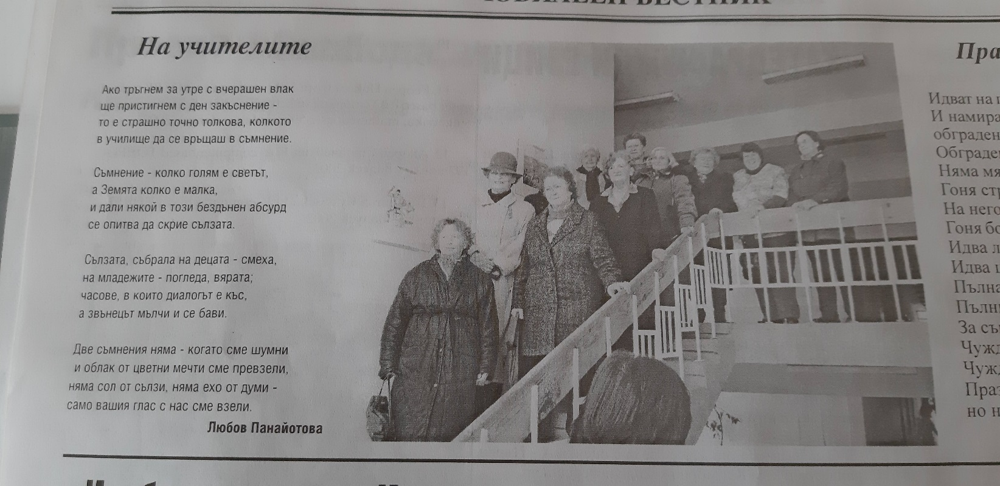 ЮБИЛЕЕН ВЕСТНИК
На учителите
Ако тръгнем за утре с вчерашен влак
ще пристигнем с ден закъснение -
то е страшно точно толкова, колкото
в училище да се връщаш в съмнение.
Съмнение - колко голям е светът,
а Земята колко е малка,
и дали някой в този бездънен абсурд
се опитва да скрие сълзата.
Сълзата, събрала на децата - смеха,
на младежите - погледа, вярата;
часове, в които диалогът е къс,
а звънецът мълчи и се бави.
Две съмнения няма - когато сме шумни
и облак от цветни мечти сме превзели,
няма сол от сълзи, няма ехо от думи -
само вашия глас с нас сме взели.
Любов Панайотова
Пра
Идват на
И намира
обграден
Обграде
Няма мя
Гоня
На него
Гоня бо
Идва
Идва
Пълна
Пълн
За съ
Чужд
Чуж
Праз
но н